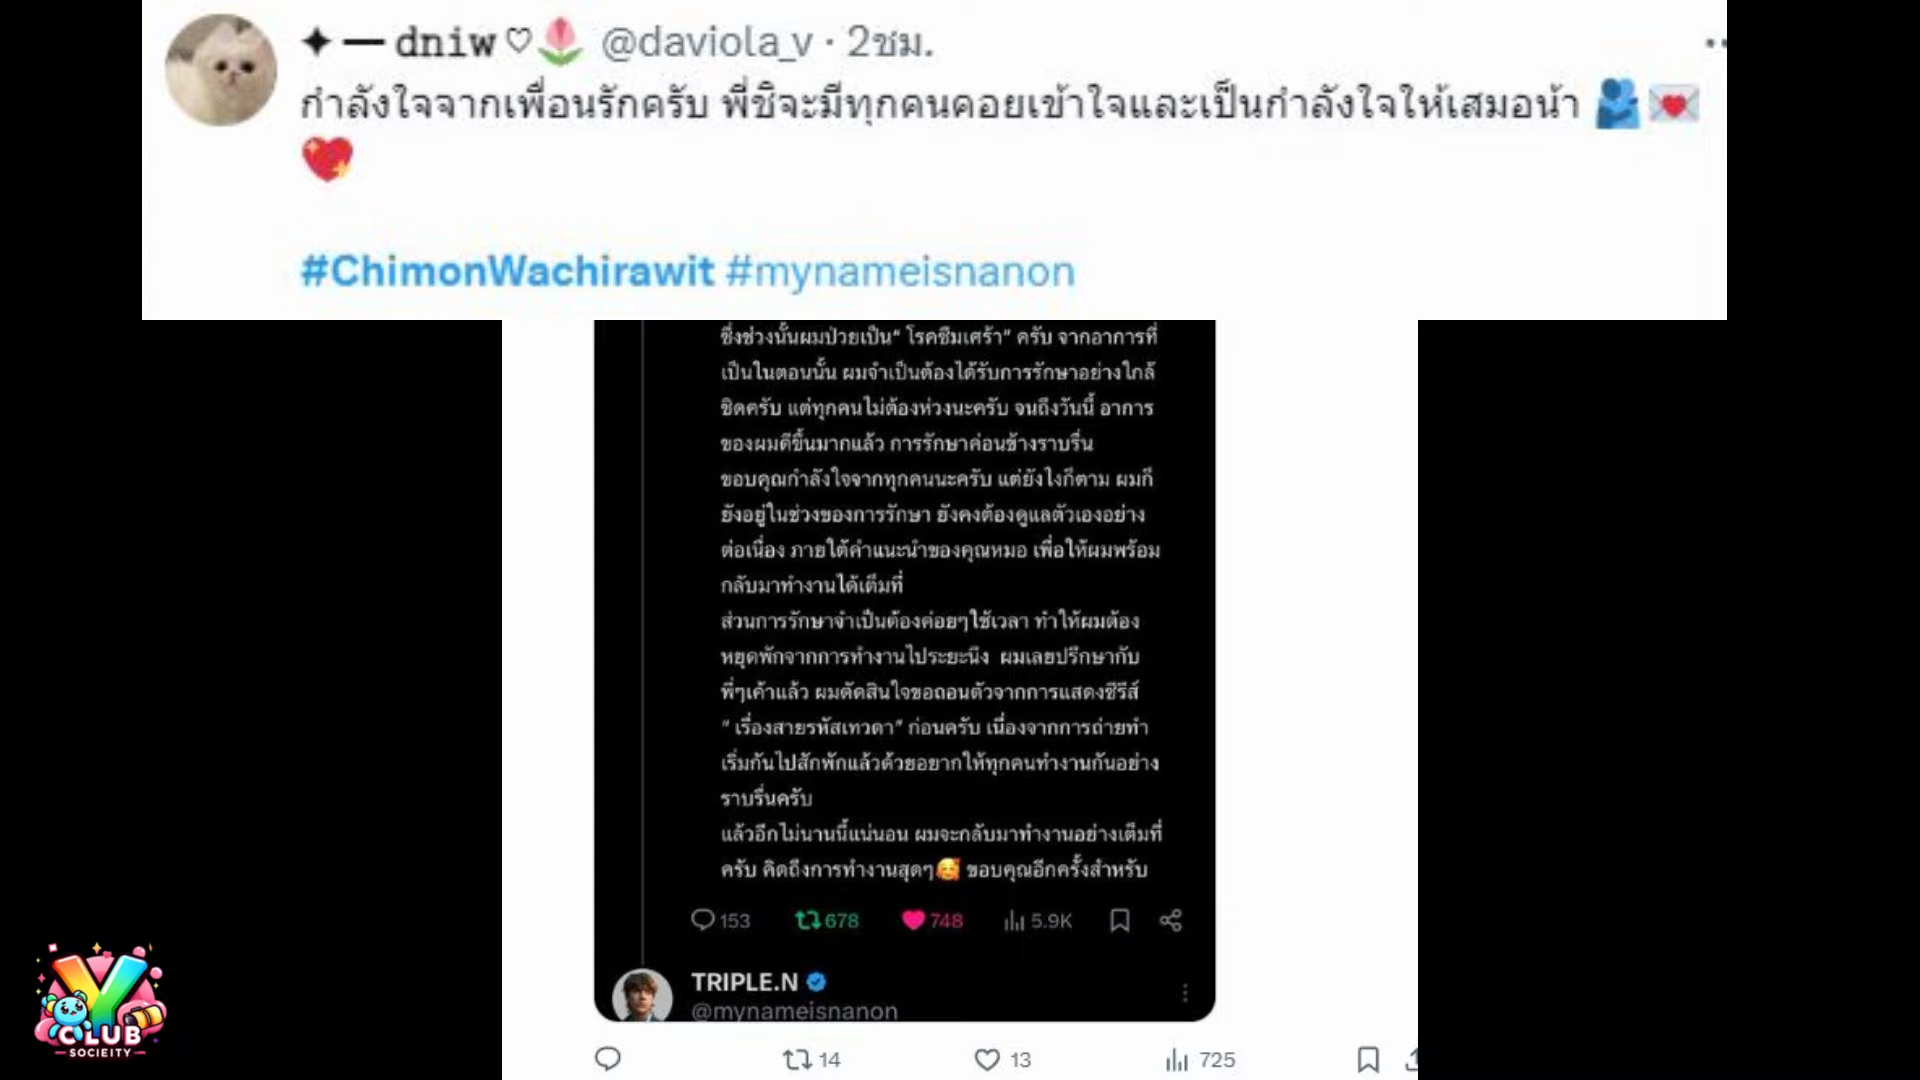 ✦ — dniw ♡🌷 @daviola_v · 2ชม.
กำลังใจจากเพื่อนรักครับ พี่ชิจะมีทุกคนคอยเข้าใจและเป็นกำลังใจให้เสมอน้า 🫂💌
💖
#ChimonWachirawit #mynameisnanon
ซึ่งช่วงนั้นผมป่วยเป็น“ โรคซึมเศร้า” ครับ จากอาการที่
เป็นในตอนนั้น ผมจำเป็นต้องได้รับการรักษาอย่างใกล้
ชิดครับ แต่ทุกคนไม่ต้องห่วงนะครับ จนถึงวันนี้ อาการ
ของผมดีขึ้นมากแล้ว การรักษาค่อนข้างราบรื่น
ขอบคุณกำลังใจจากทุกคนนะครับ แต่ยังไงก็ตาม ผมก็
ยังอยู่ในช่วงของการรักษา ยังคงต้องดูแลตัวเองอย่าง
ต่อเนื่อง ภายใต้คำแนะนำของคุณหมอ เพื่อให้ผมพร้อม
กลับมาทำงานได้เต็มที่
ส่วนการรักษาจำเป็นต้องค่อยๆใช้เวลา ทำให้ผมต้อง
หยุดพักจากการทำงานไประยะนึง ผมเลยปรึกษากับ
พี่ๆเค้าแล้ว ผมตัดสินใจขอถอนตัวจากการแสดงซีรีส์
“ เรื่องสายรหัสเทวดา” ก่อนครับ เนื่องจากการถ่ายทำ
เริ่มกันไปสักพักแล้วด้วยอยากให้ทุกคนทำงานกันอย่าง
ราบรื่นครับ
แล้วอีกไม่นานนี้แน่นอน ผมจะกลับมาทำงานอย่างเต็มที่
ครับ คิดถึงการทำงานสุดๆ🥰 ขอบคุณอีกครั้งสำหรับ
153 678 748 5.9K
TRIPLE.N
@mynameisnanon
14 13 725
Y
CLUB
SOCIEITY